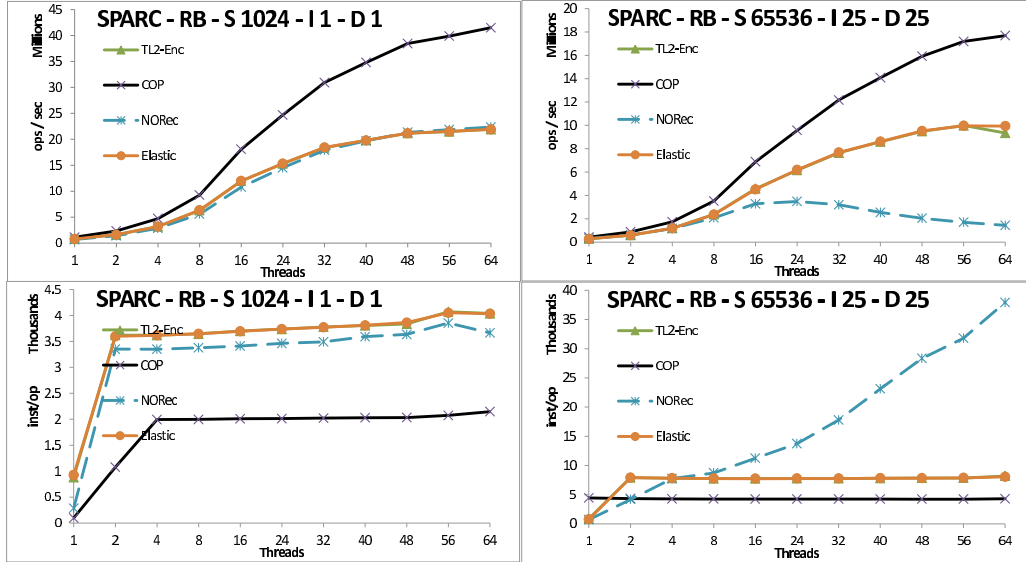 SPARC - RB - S 1024 - I 1 - D 1
Millions
ops / sec
45
40
35
30
25
20
15
10
5
0
TL2-Enc
COP
NORec
Elastic
1 2 4 8 16 24 32 40 48 56 64
Threads
SPARC - RB - S 65536 - I 25 - D 25
Millions
ops / sec
20
18
16
14
12
10
8
6
4
2
0
TL2-Enc
COP
NORec
Elastic
1 2 4 8 16 24 32 40 48 56 64
Threads
SPARC - RB - S 1024 - I 1 - D 1
Thousands
inst/op
4.5
4
3.5
3
2.5
2
1.5
1
0.5
0
TL2-Enc
COP
NORec
Elastic
1 2 4 8 16 24 32 40 48 56 64
Threads
SPARC - RB - S 65536 - I 25 - D 25
Thousands
inst/op
40
35
30
25
20
15
10
5
0
TL2-Enc
COP
NORec
Elastic
1 2 4 8 16 24 32 40 48 56 64
Threads